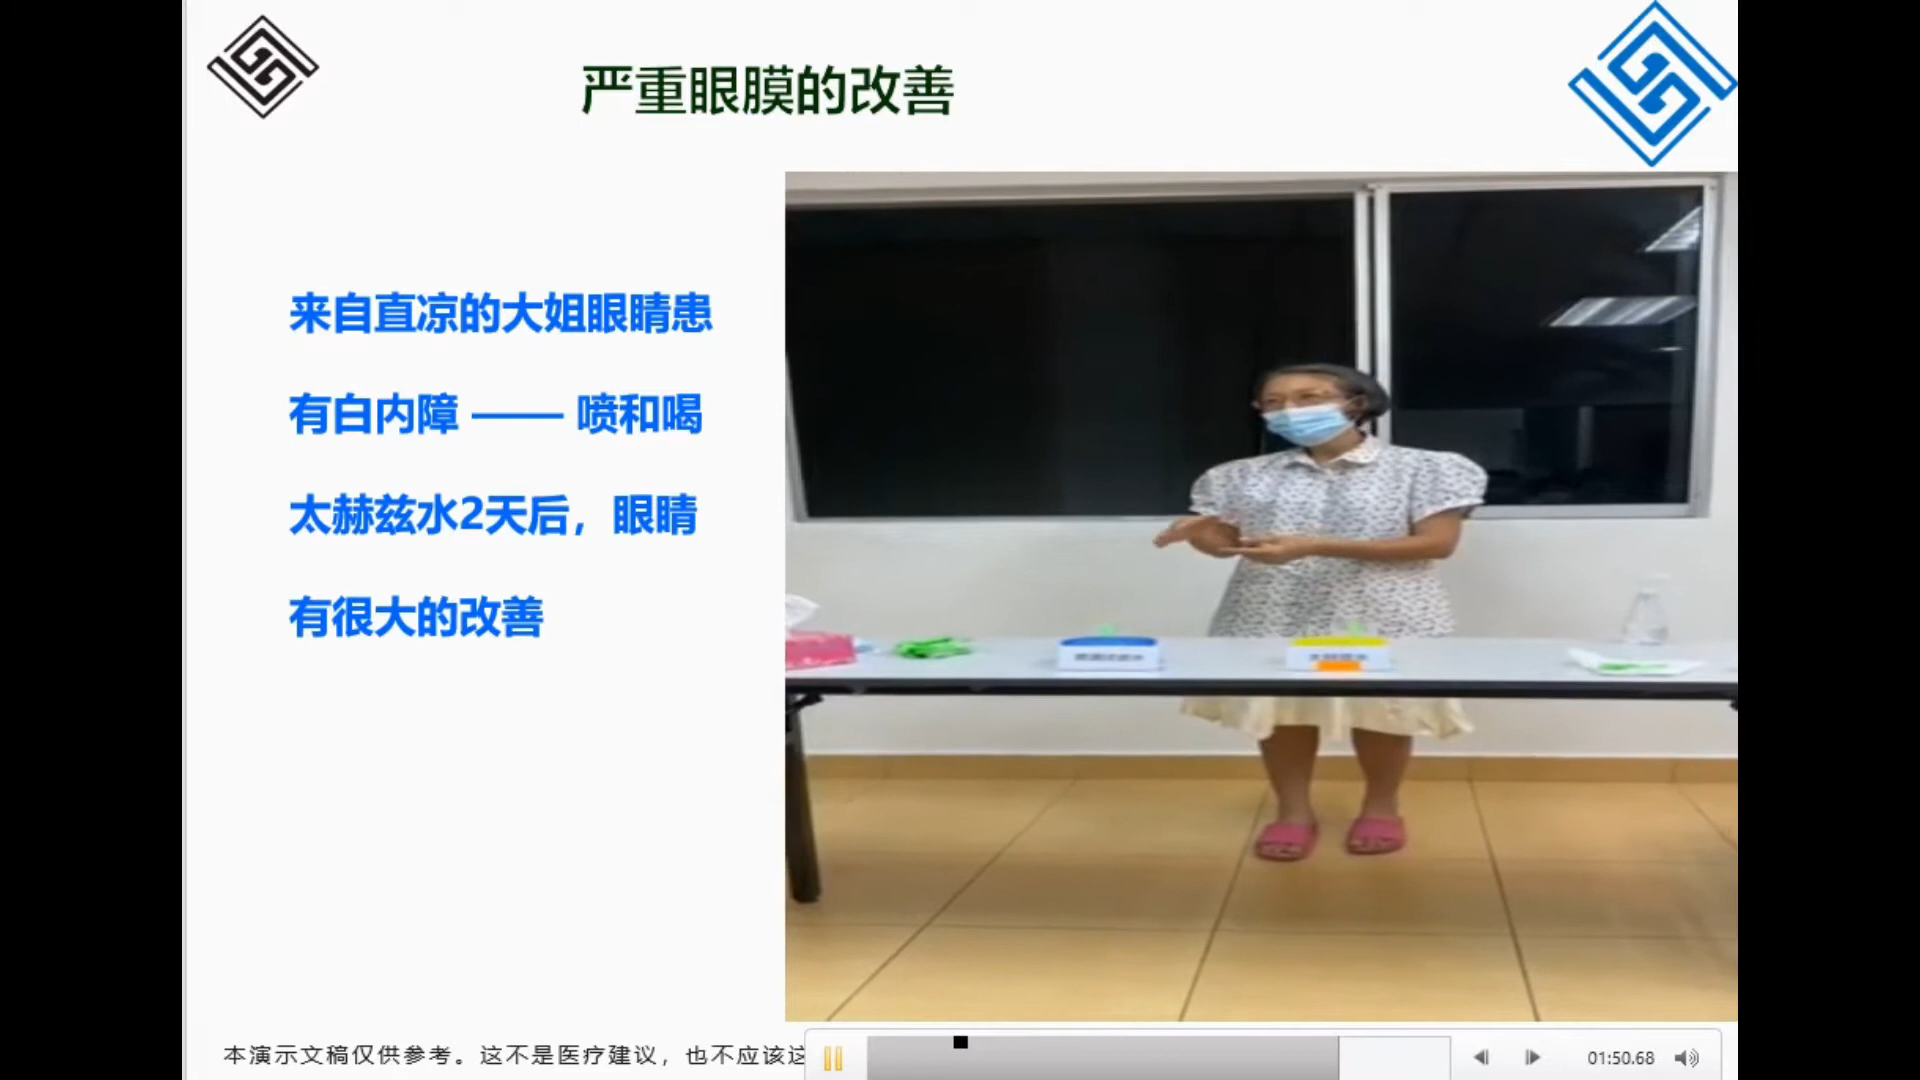 严重眼膜的改善
来自直凉的大姐眼睛患
有白内障 —— 喷和喝
太赫兹水2天后，眼睛
有很大的改善
本演示文稿仅供参考。这不是医疗建议，也不应该这
01:50.68